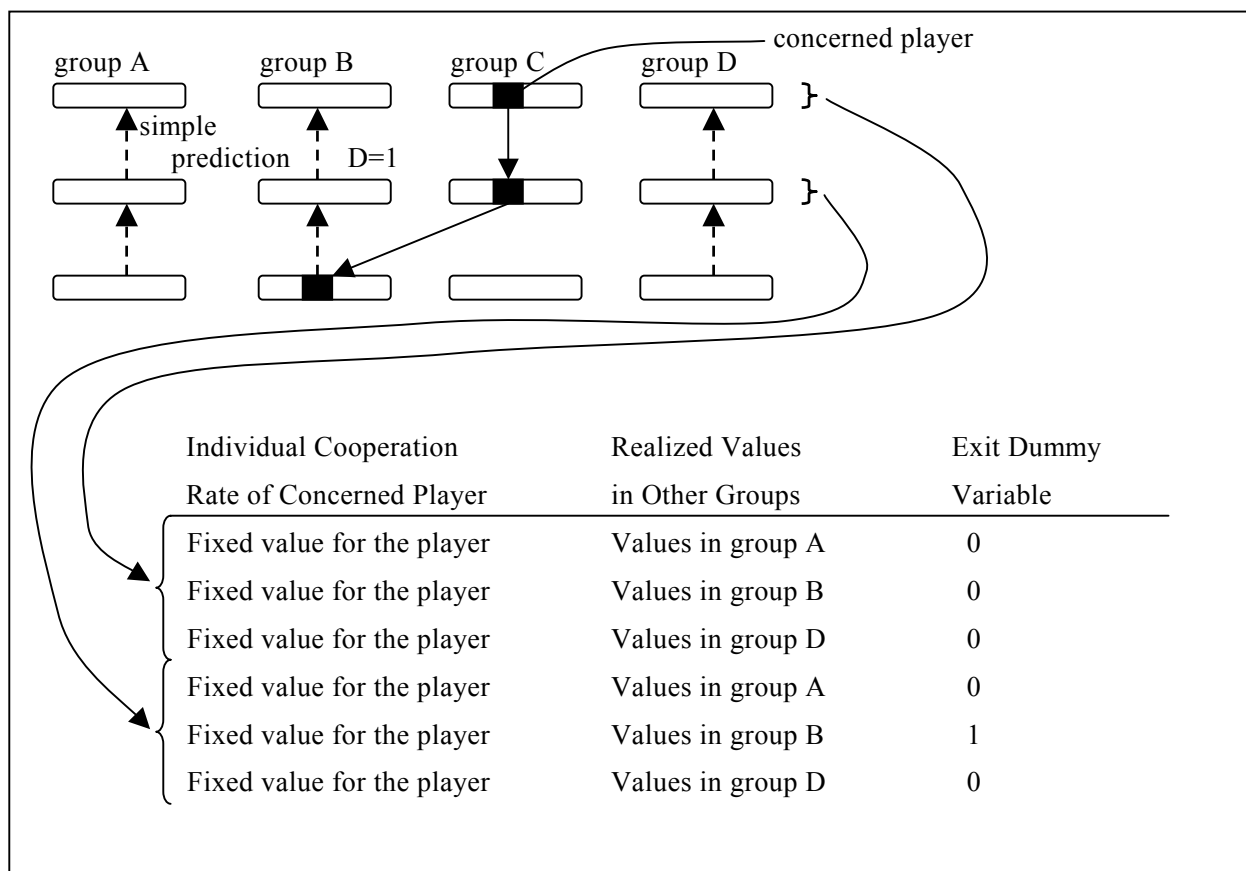 concerned player
group A group B group C group D
simple
prediction D=1
Individual Cooperation Realized Values Exit Dummy
Rate of Concerned Player in Other Groups Variable
Fixed value for the player Values in group A 0
Fixed value for the player Values in group B 0
Fixed value for the player Values in group D 0
Fixed value for the player Values in group A 0
Fixed value for the player Values in group B 1
Fixed value for the player Values in group D 0